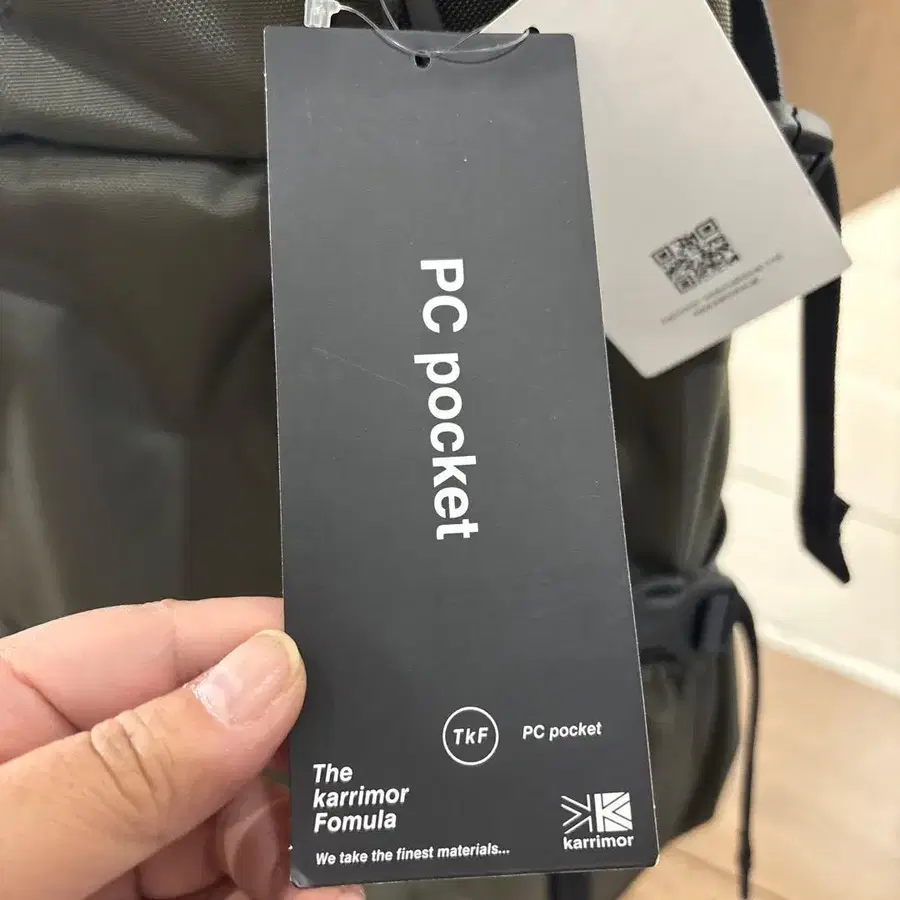 PC pocket
TkF
PC pocket
The
karrimor
Fomula
We take the finest materials...
karrimor